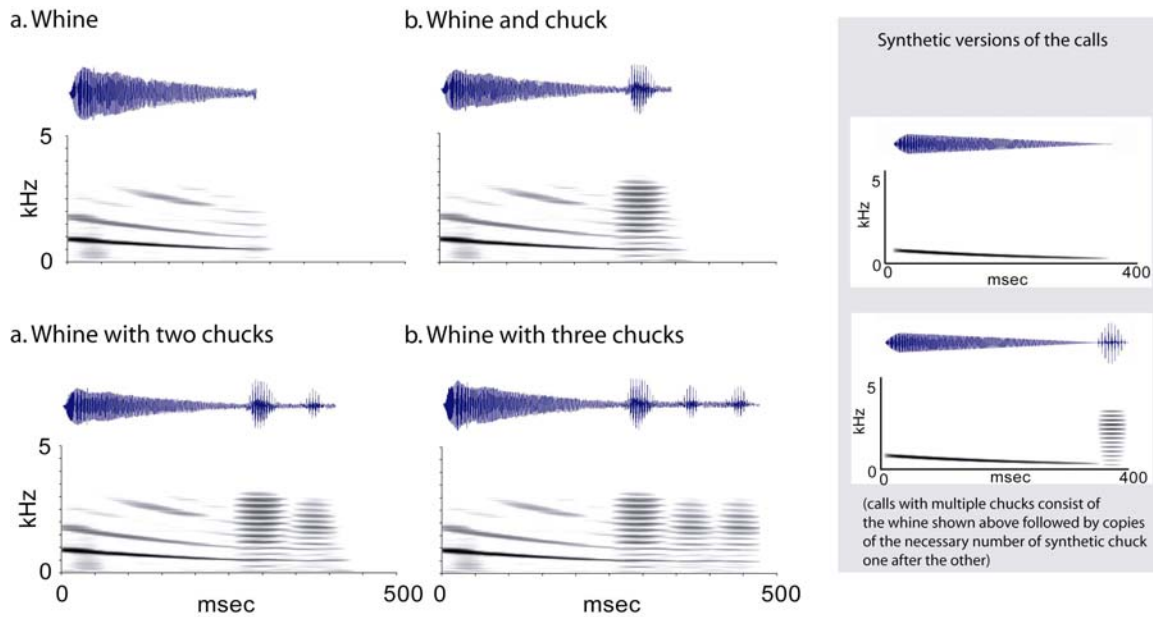 a. Whine
b. Whine and chuck
Synthetic versions of the calls
5
kHz
0
500
5
kHz
0
msec
400
a. Whine with two chucks
b. Whine with three chucks
5
kHz
0
0
msec
500
0
msec
500
5
kHz
0
0
msec
400
(calls with multiple chucks consist of
the whine shown above followed by copies
of the necessary number of synthetic chuck
one after the other)